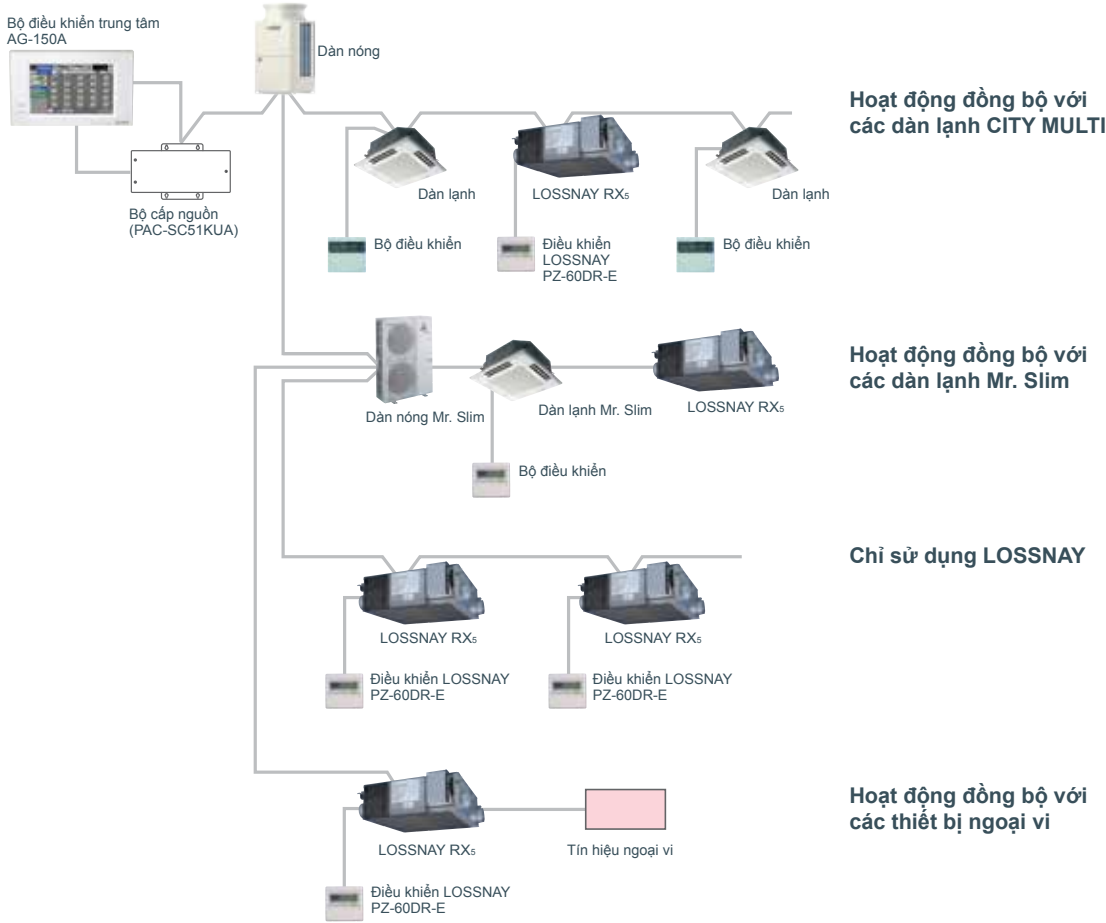 Bộ điều khiển trung tâm
AG-150A
Dàn nóng
Bộ cấp nguồn
(PAC-SC51KUA)
Hoạt động đồng bộ với
các dàn lạnh CITY MULTI
Dàn lạnh
LOSSNAY RX₅
Dàn lạnh
Bộ điều khiển
Điều khiển
LOSSNAY
PZ-60DR-E
Bộ điều khiển
Hoạt động đồng bộ với
các dàn lạnh Mr. Slim
Dàn nóng Mr. Slim
Dàn lạnh Mr. Slim
LOSSNAY RX₅
Bộ điều khiển
Chỉ sử dụng LOSSNAY
LOSSNAY RX₅
LOSSNAY RX₅
Điều khiển LOSSNAY
PZ-60DR-E
Điều khiển LOSSNAY
PZ-60DR-E
Hoạt động đồng bộ với
các thiết bị ngoại vi
LOSSNAY RX₅
Tín hiệu ngoại vi
Điều khiển LOSSNAY
PZ-60DR-E